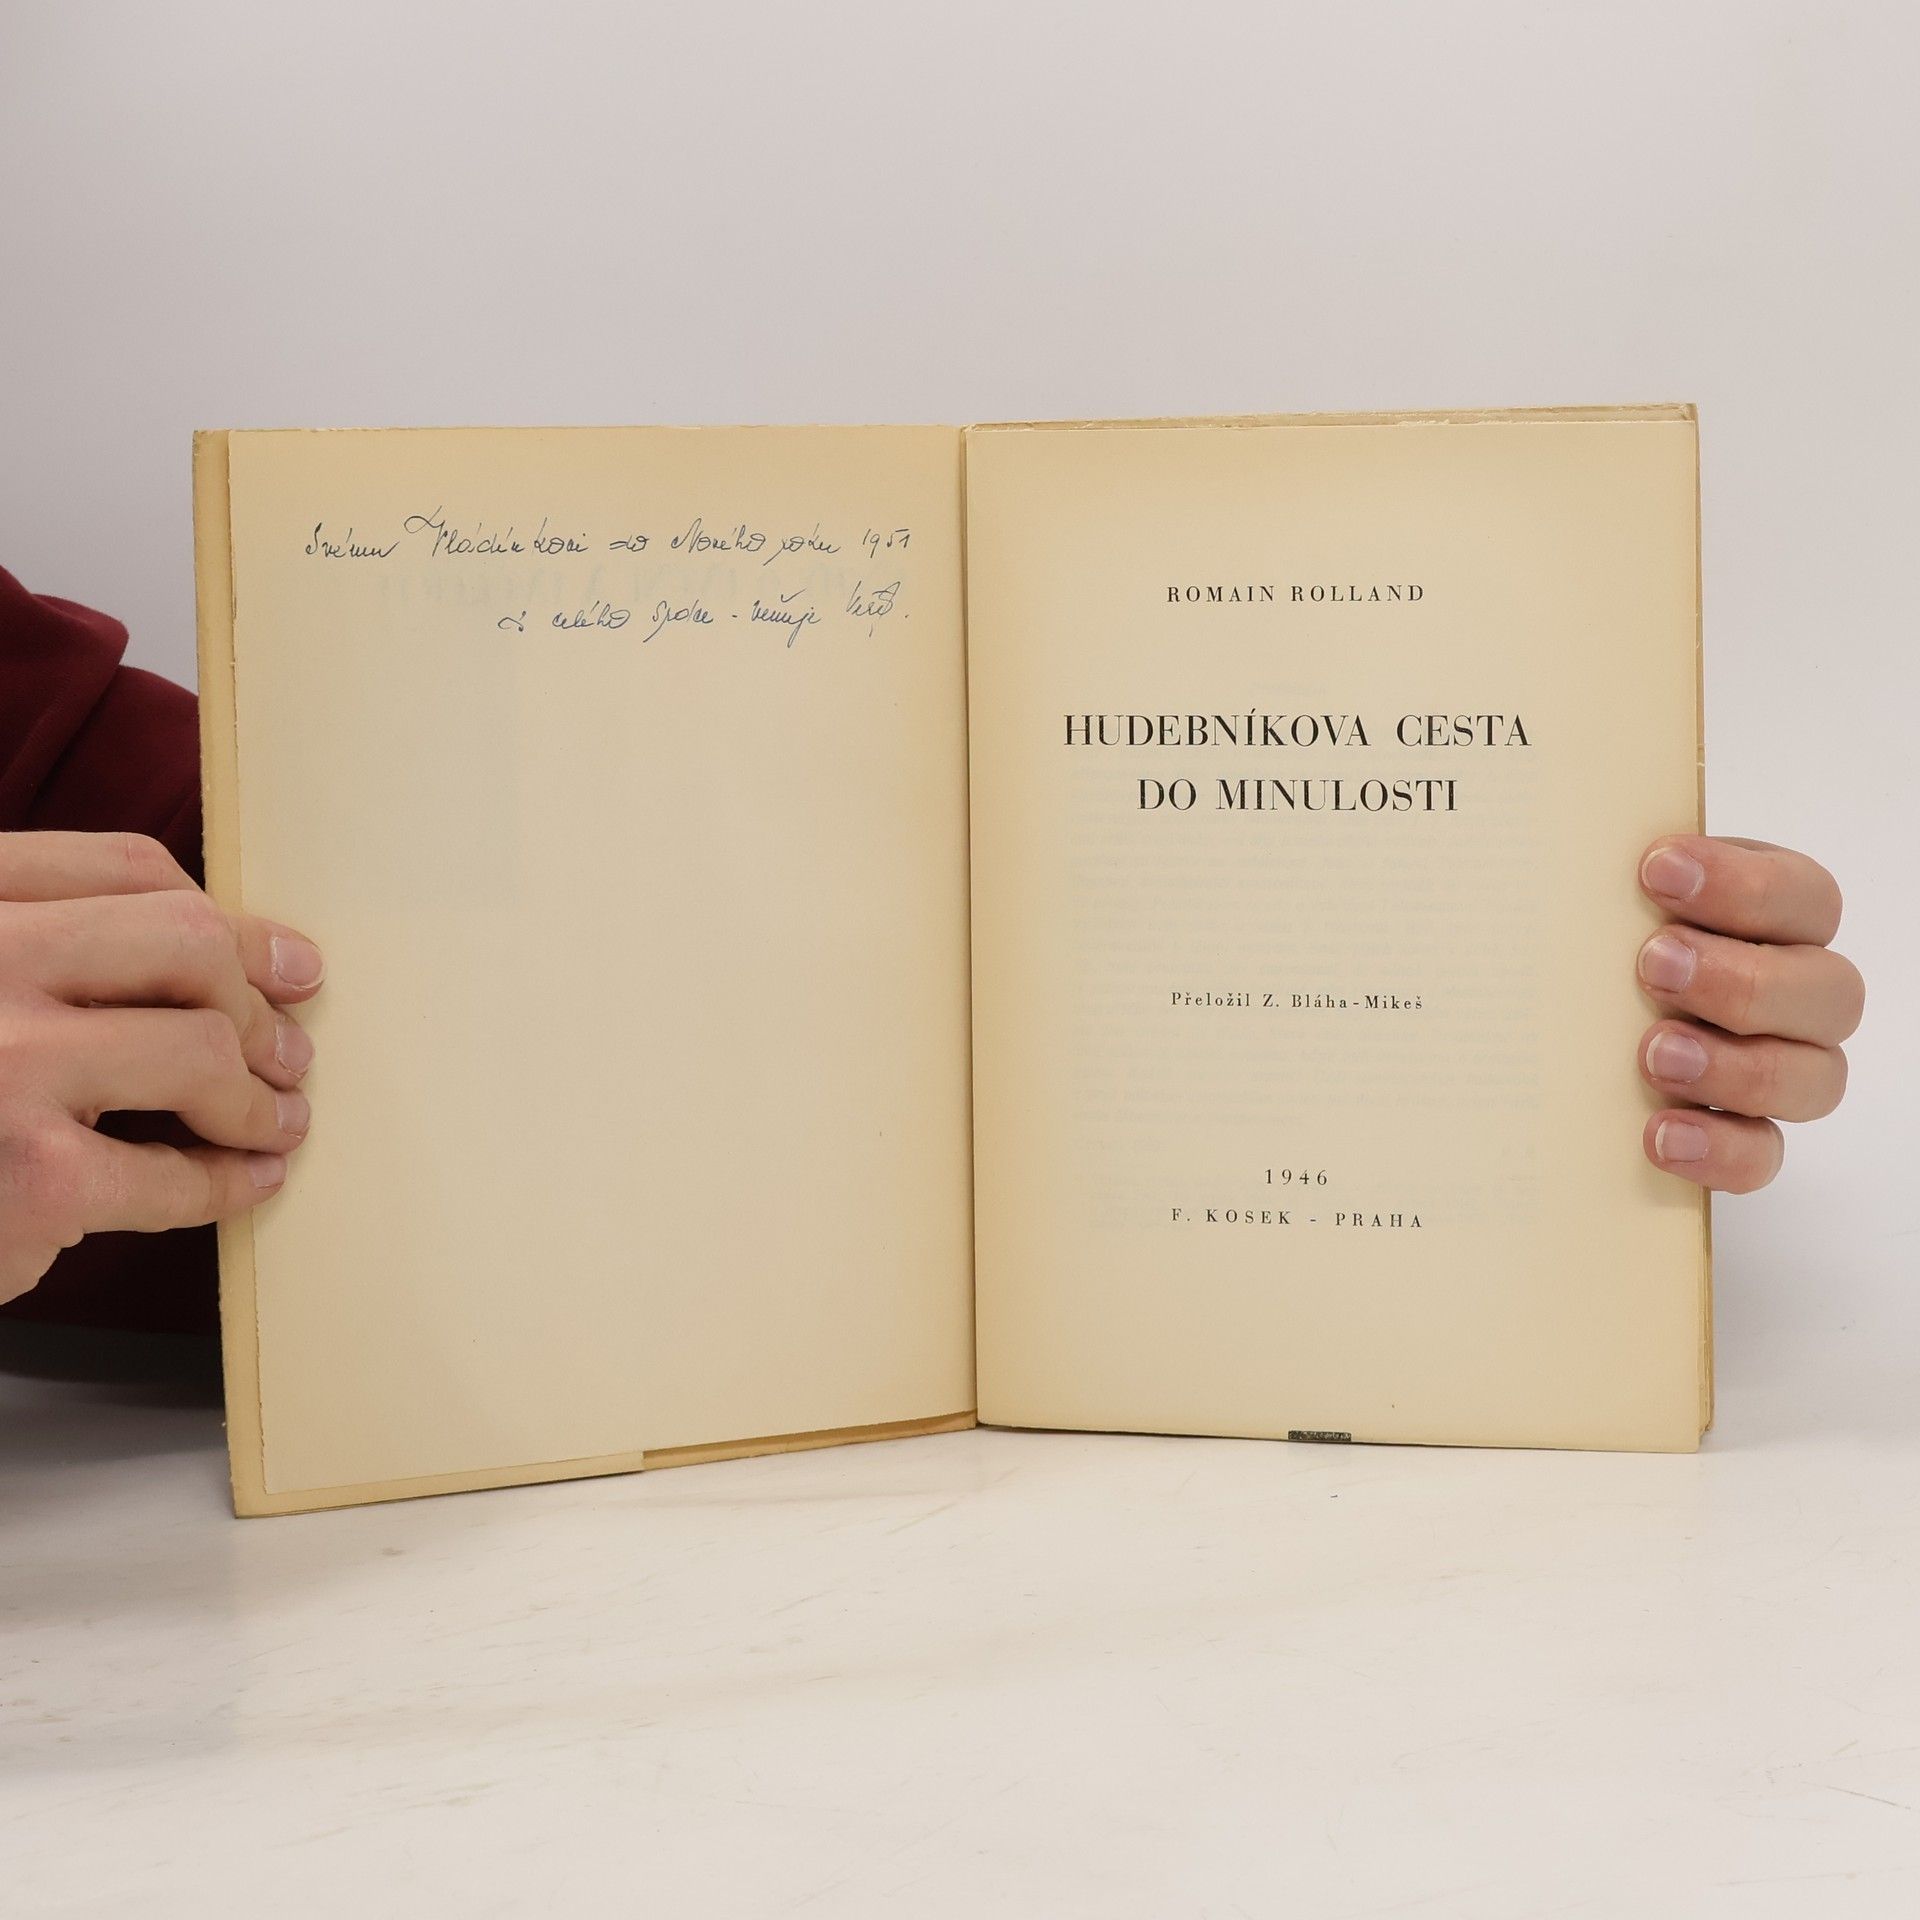 Svému Vládínkovi do Nového roku 1951
z celého srdce - věnuje
ROMAIN ROLLAND
HUDEBNÍKOVA CESTA
DO MINULOSTI
Přeložil Z. Bláha-Mikeš
1946
F. KOSEK - PRAHA